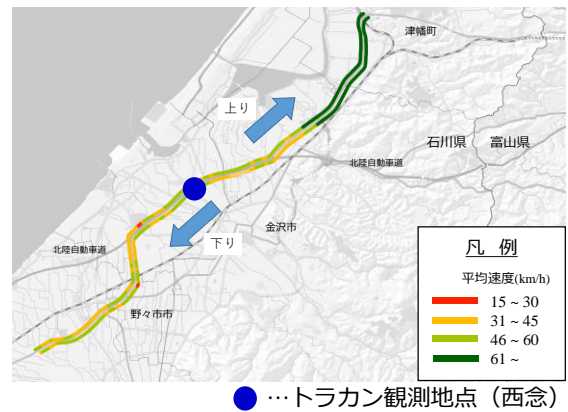 津幡町
上り
石川県
富山県
北陸自動車道
金沢市
下り
北陸自動車道
野々市市
凡 例
平均速度(km/h)
15 ~ 30
31 ~ 45
46 ~ 60
61 ~
…トラカン観測地点（西念）